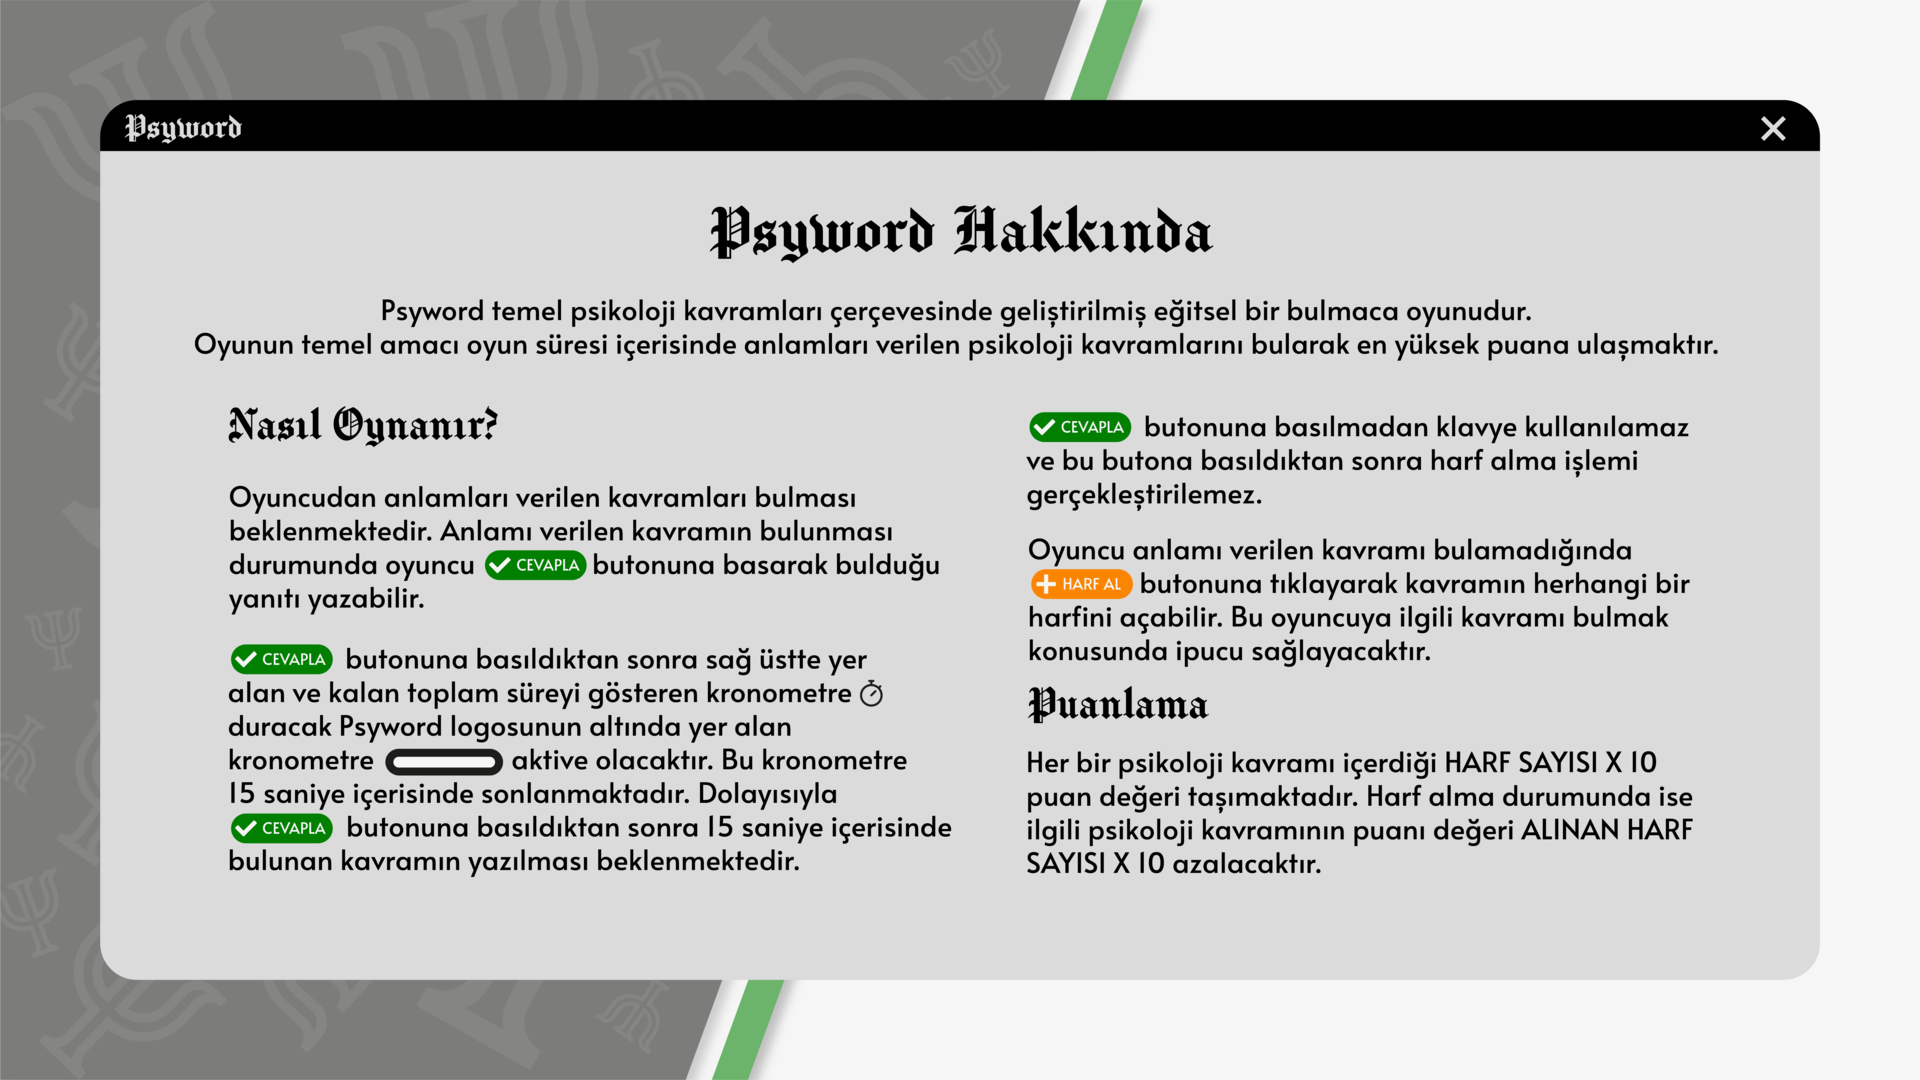 Psyword
Psyword Hakkında
Psyword temel psikoloji kavramları çerçevesinde geliştirilmiş eğitsel bir bulmaca oyunudur.
Oyunun temel amacı oyun süresi içerisinde anlamları verilen psikoloji kavramlarını bularak en yüksek puana ulaşmaktır.
Nasıl Oynanır?
Oyuncudan anlamları verilen kavramları bulması
beklenmektedir. Anlamı verilen kavramın bulunması
durumunda oyuncu CEVAPLA butonuna basarak bulduğu
yanıtı yazabilir.
CEVAPLA butonuna basıldıktan sonra sağ üstte yer
alan ve kalan toplam süreyi gösteren kronometre
duracak Psyword logosunun altında yer alan
kronometre aktive olacaktır. Bu kronometre
15 saniye içerisinde sonlanmaktadır. Dolayısıyla
CEVAPLA butonuna basıldıktan sonra 15 saniye içerisinde
bulunan kavramın yazılması beklenmektedir.
CEVAPLA butonuna basılmadan klavye kullanılamaz
ve bu butona basıldıktan sonra harf alma işlemi
gerçekleştirilemez.
Oyuncu anlamı verilen kavramı bulamadığında
HARF AL butonuna tıklayarak kavramın herhangi bir
harfini açabilir. Bu oyuncuya ilgili kavramı bulmak
konusunda ipucu sağlayacaktır.
Puanlama
Her bir psikoloji kavramı içerdiği HARF SAYISI X 10
puan değeri taşımaktadır. Harf alma durumunda ise
ilgili psikoloji kavramının puanı değeri ALINAN HARF
SAYISI X 10 azalacaktır.